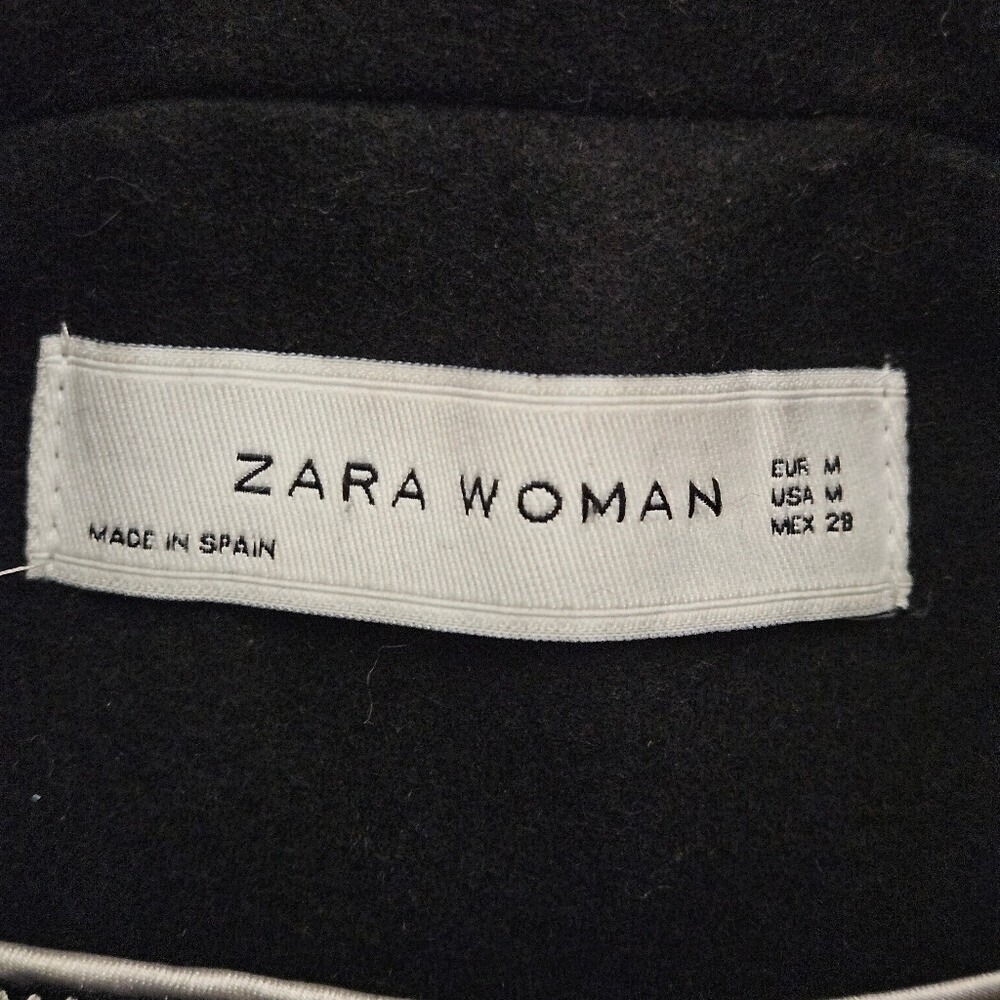 ZARA WOMAN
MADE IN SPAIN
EUR M
USA M
MEX 28